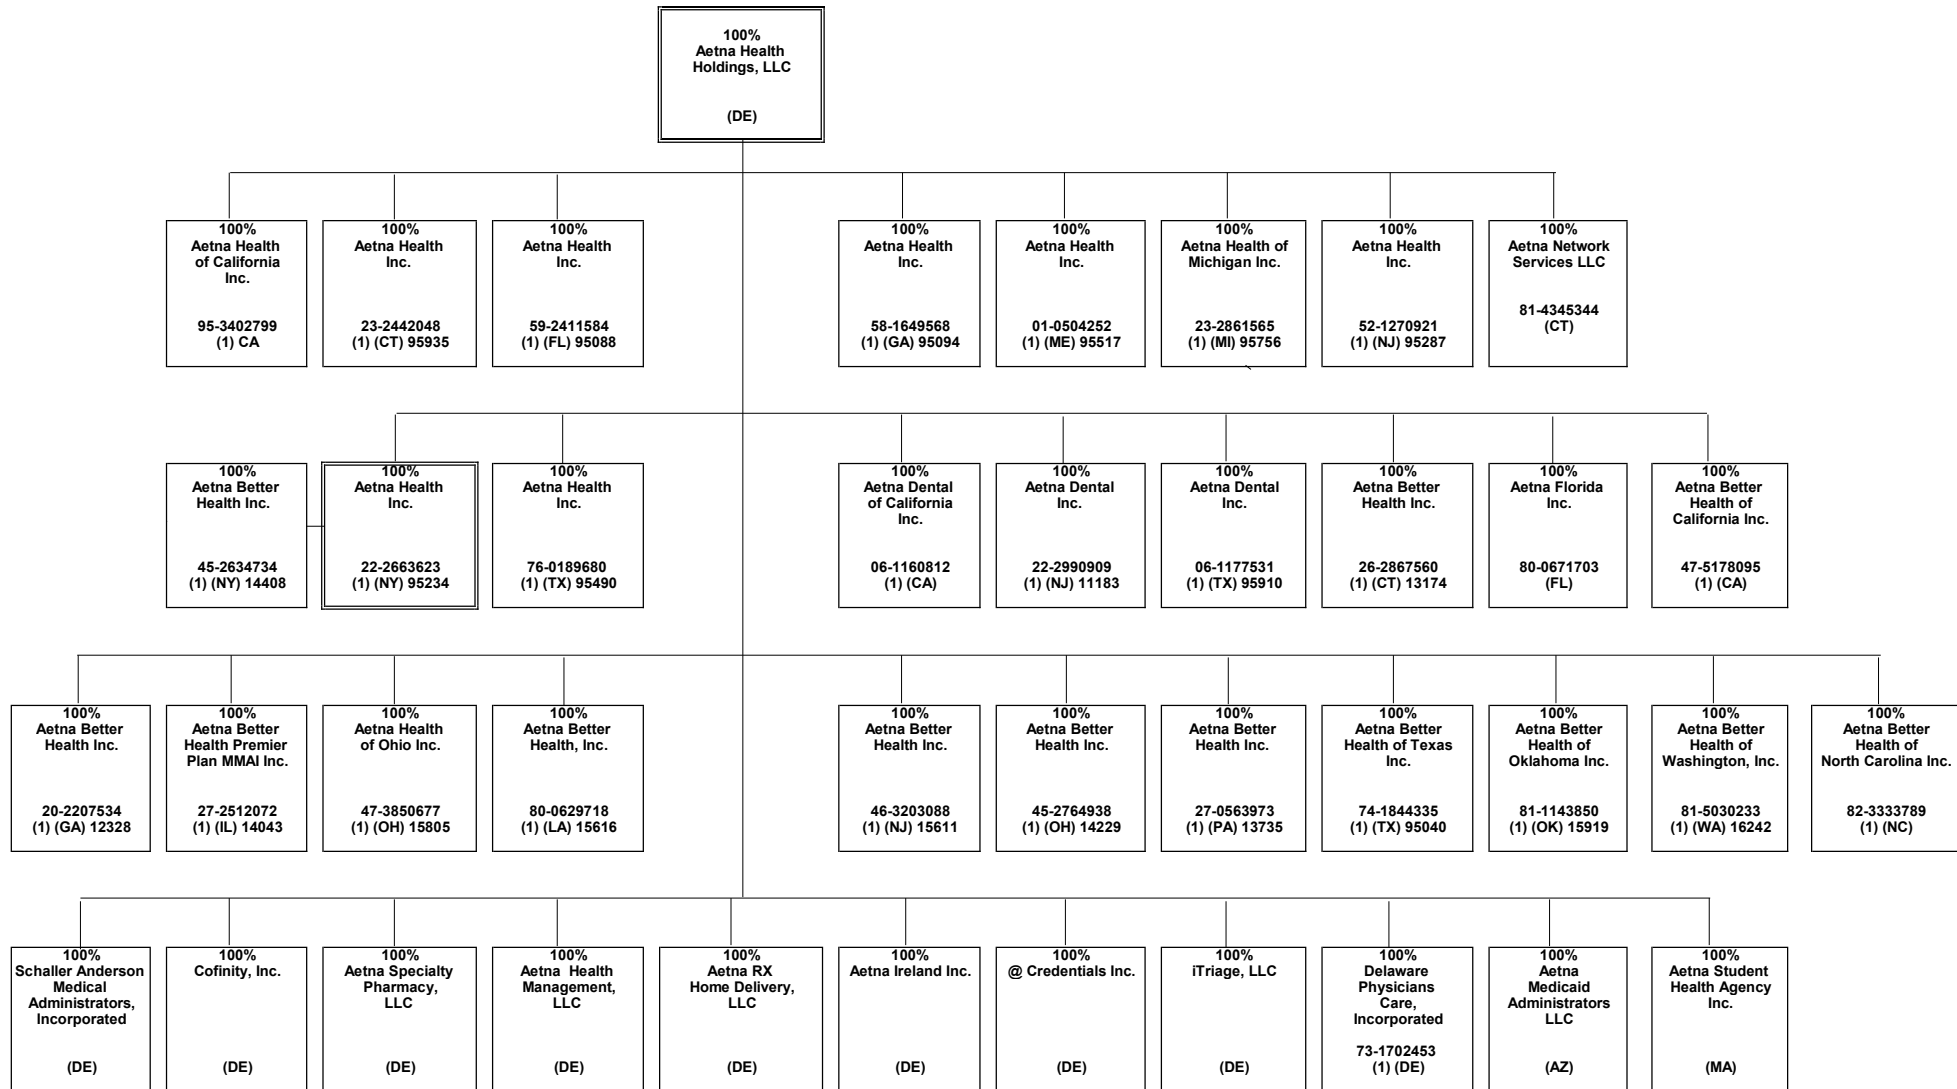 100%
Aetna Health
Holdings, LLC
(DE)
100%
Aetna Health
of California
Inc.
95-3402799
(1) CA
100%
Aetna Health
Inc.
23-2442048
(1) (CT) 95935
100%
Aetna Health
Inc.
59-2411584
(1) (FL) 95088
100%
Aetna Health
Inc.
58-1649568
(1) (GA) 95094
100%
Aetna Health
Inc.
01-0504252
(1) (ME) 95517
100%
Aetna Health of
Michigan Inc.
23-2861565
(1) (MI) 95756
100%
Aetna Health
Inc.
52-1270921
(1) (NJ) 95287
100%
Aetna Network
Services LLC
81-4345344
(CT)
100%
Aetna Better
Health Inc.
45-2634734
(1) (NY) 14408
100%
Aetna Health
Inc.
22-2663623
(1) (NY) 95234
100%
Aetna Health
Inc.
76-0189680
(1) (TX) 95490
100%
Aetna Dental
of California
Inc.
06-1160812
(1) (CA)
100%
Aetna Dental
Inc.
22-2990909
(1) (NJ) 11183
100%
Aetna Dental
Inc.
06-1177531
(1) (TX) 95910
100%
Aetna Better
Health Inc.
26-2867560
(1) (CT) 13174
100%
Aetna Florida
Inc.
80-0671703
(FL)
100%
Aetna Better
Health of
California Inc.
47-5178095
(1) (CA)
100%
Aetna Better
Health Inc.
20-2207534
(1) (GA) 12328
100%
Aetna Better
Health Premier
Plan MMAI Inc.
27-2512072
(1) (IL) 14043
100%
Aetna Health
of Ohio Inc.
47-3850677
(1) (OH) 15805
100%
Aetna Better
Health, Inc.
80-0629718
(1) (LA) 15616
100%
Aetna Better
Health Inc.
46-3203088
(1) (NJ) 15611
100%
Aetna Better
Health Inc.
45-2764938
(1) (OH) 14229
100%
Aetna Better
Health Inc.
27-0563973
(1) (PA) 13735
100%
Aetna Better
Health of Texas
Inc.
74-1844335
(1) (TX) 95040
100%
Aetna Better
Health of
Oklahoma Inc.
81-1143850
(1) (OK) 15919
100%
Aetna Better
Health of
Washington, Inc.
81-5030233
(1) (WA) 16242
100%
Aetna Better
Health of
North Carolina Inc.
82-3333789
(1) (NC)
100%
Schaller Anderson
Medical
Administrators,
Incorporated
(DE)
100%
Cofinity, Inc.
(DE)
100%
Aetna Specialty
Pharmacy,
LLC
(DE)
100%
Aetna Health
Management,
LLC
(DE)
100%
Aetna RX
Home Delivery,
LLC
(DE)
100%
Aetna Ireland Inc.
(DE)
100%
@ Credentials Inc.
(DE)
100%
iTriage, LLC
(DE)
100%
Delaware
Physicians
Care,
Incorporated
73-1702453
(1) (DE)
100%
Aetna
Medicaid
Administrators
LLC
(AZ)
100%
Aetna Student
Health Agency
Inc.
(MA)